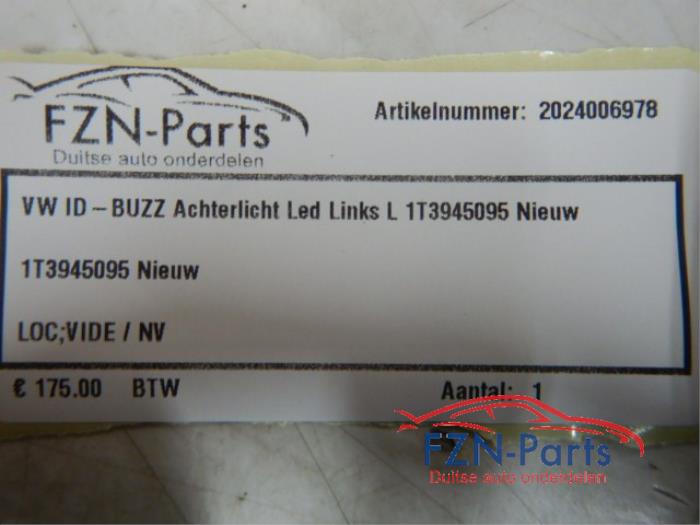 FZN-Parts
Duitse auto onderdelen
Artikelnummer: 2024006978
VW ID - BUZZ Achterlicht Led Links L 1T3945095 Nieuw
1T3945095 Nieuw
LOC;VIDE / NV
€ 175.00 BTW Aantal: 1
FZN-Parts
Duitse auto onderdelen